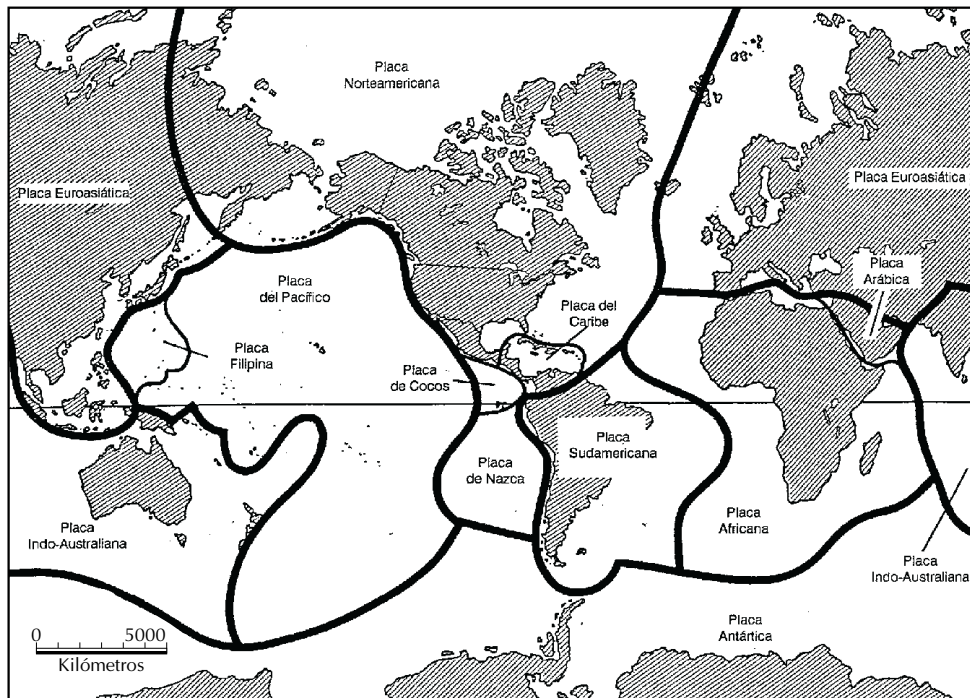 Placa
Norteamericana
Placa Euroasiática
Placa Euroasiática
Placa
Arábica
Placa
del Pacífico
Placa del
Caribe
Placa
Filipina
Placa
de Cocos
Placa
Sudamericana
Placa
de Nazca
Placa
Africana
Placa
Indo-Australiana
Placa
Indo-Australiana
Placa
Antártica
0 5000
Kilómetros